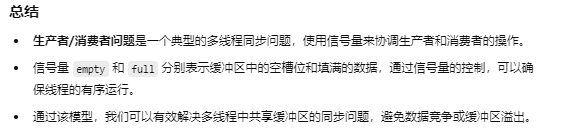 总结
• 生产者/消费者问题是一个典型的多线程同步问题，使用信号量来协调生产者和消费者的操作。
• 信号量 empty 和 full 分别表示缓冲区中的空槽位和填满的数据，通过信号量的控制，可以确
保线程的有序运行。
• 通过该模型，我们可以有效解决多线程中共享缓冲区的同步问题，避免数据竞争或缓冲区溢出。